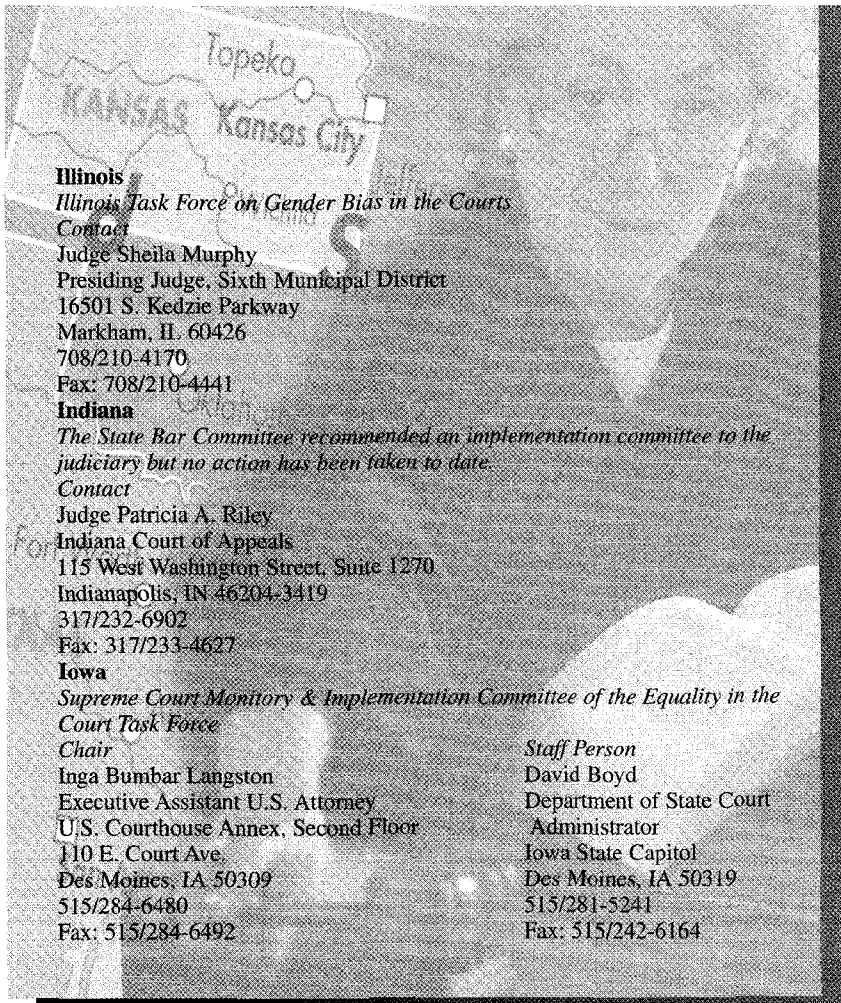 Topeka
KANSAS Kansas City
Wichita
Illinois
Illinois Task Force on Gender Bias in the Courts
Contact
Judge Sheila Murphy
Presiding Judge, Sixth Municipal District
16501 S. Kedzie Parkway
Markham, IL 60426
708/210-4170
Fax: 708/210-4441
Indiana
The State Bar Committee recommended an implementation committee to the
judiciary but no action has been taken to date.
Contact
Judge Patricia A. Riley
Indiana Court of Appeals
115 West Washington Street, Suite 1270
Indianapolis, IN 46204-3419
317/232-6902
Fax: 317/233-4627
Iowa
Supreme Court Monitory & Implementation Committee of the Equality in the
Court Task Force
Chair
Inga Bumbar Langston
Executive Assistant U.S. Attorney
U.S. Courthouse Annex, Second Floor
110 E. Court Ave.
Des Moines, IA 50309
515/284-6480
Fax: 515/284-6492
Staff Person
David Boyd
Department of State Court
Administrator
Iowa State Capitol
Des Moines, IA 50319
515/281-5241
Fax: 515/242-6164